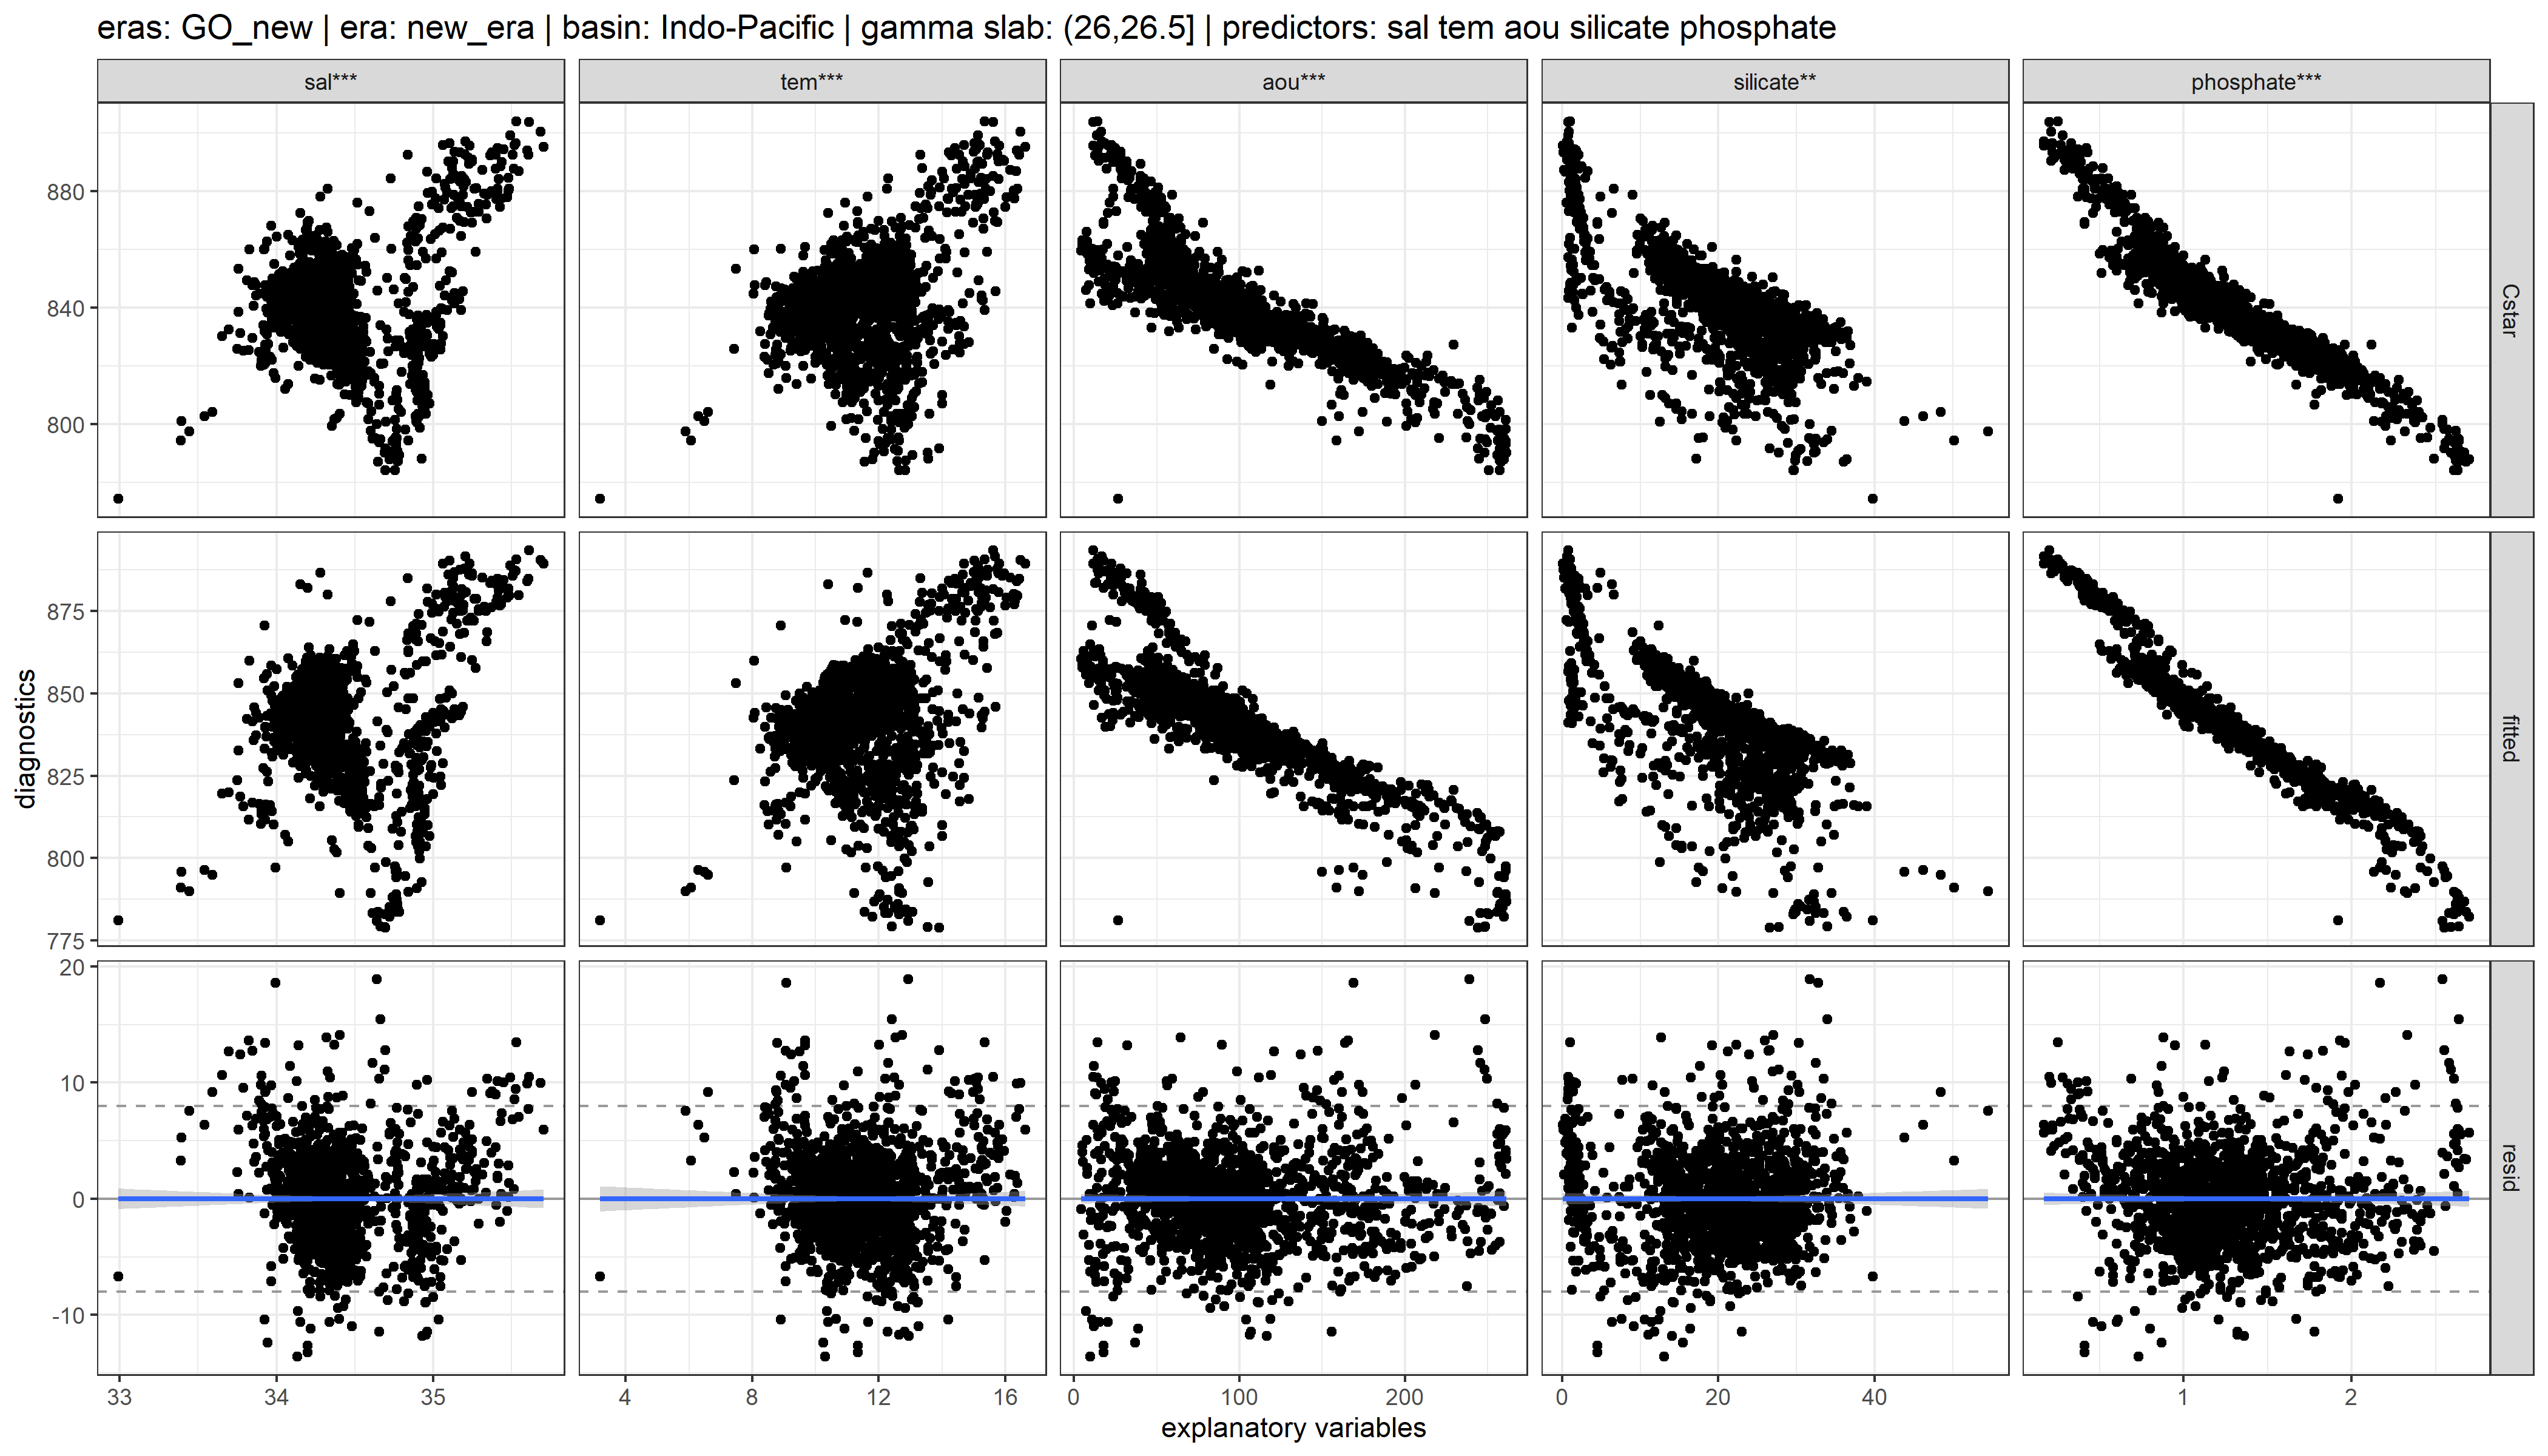 eras: GO_new | era: new_era | basin: Indo-Pacific | gamma slab: (26,26.5] | predictors: sal tem aou silicate phosphate
sal*** tem*** aou*** silicate** phosphate***
880
840
800
Cstar
875
850
825
800
775
fitted
20
10
0
-10
resid
diagnostics
33 34 35 4 8 12 16 0 100 200 0 20 40 1 2
explanatory variables